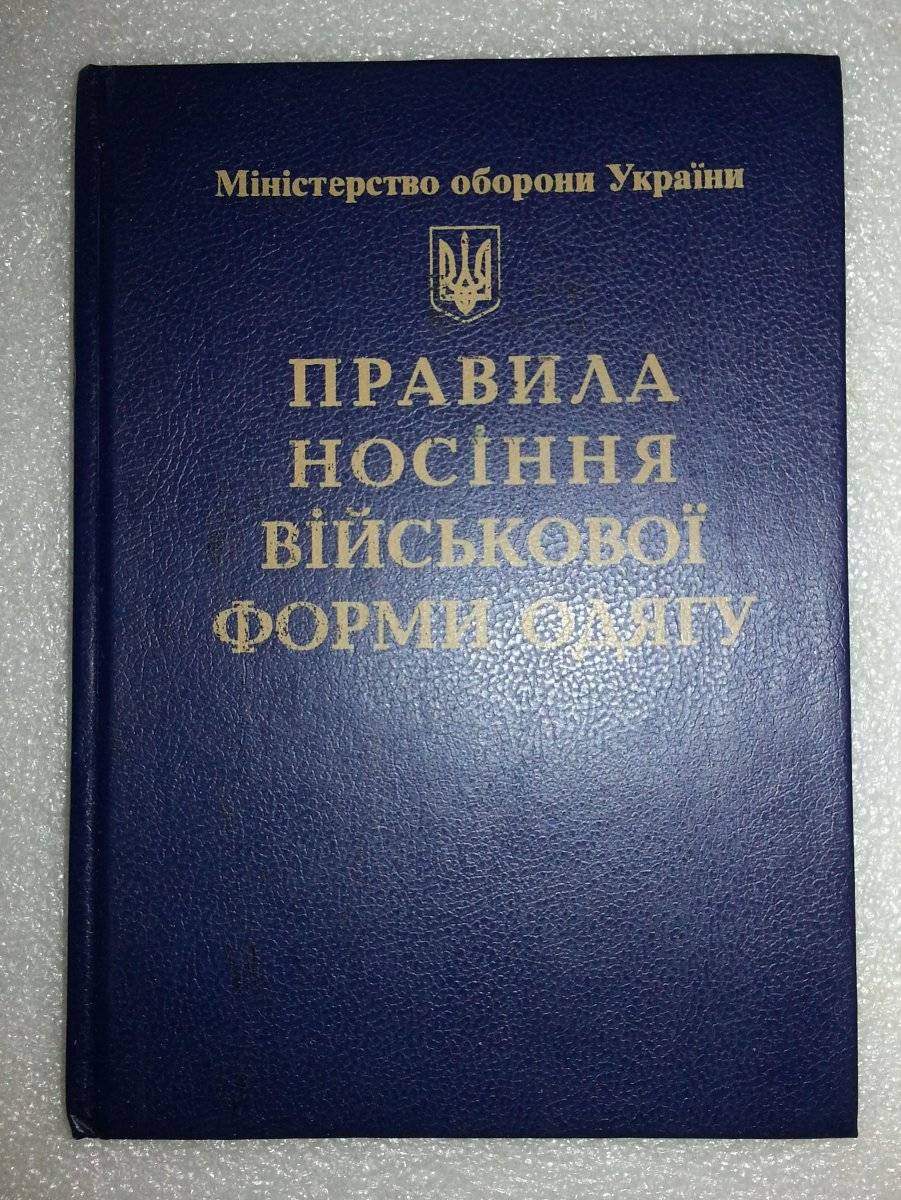 Міністерство оборони України
ПРАВИЛА
НОСІННЯ
ВІЙСЬКОВОЇ
ФОРМИ ОДЯГУ